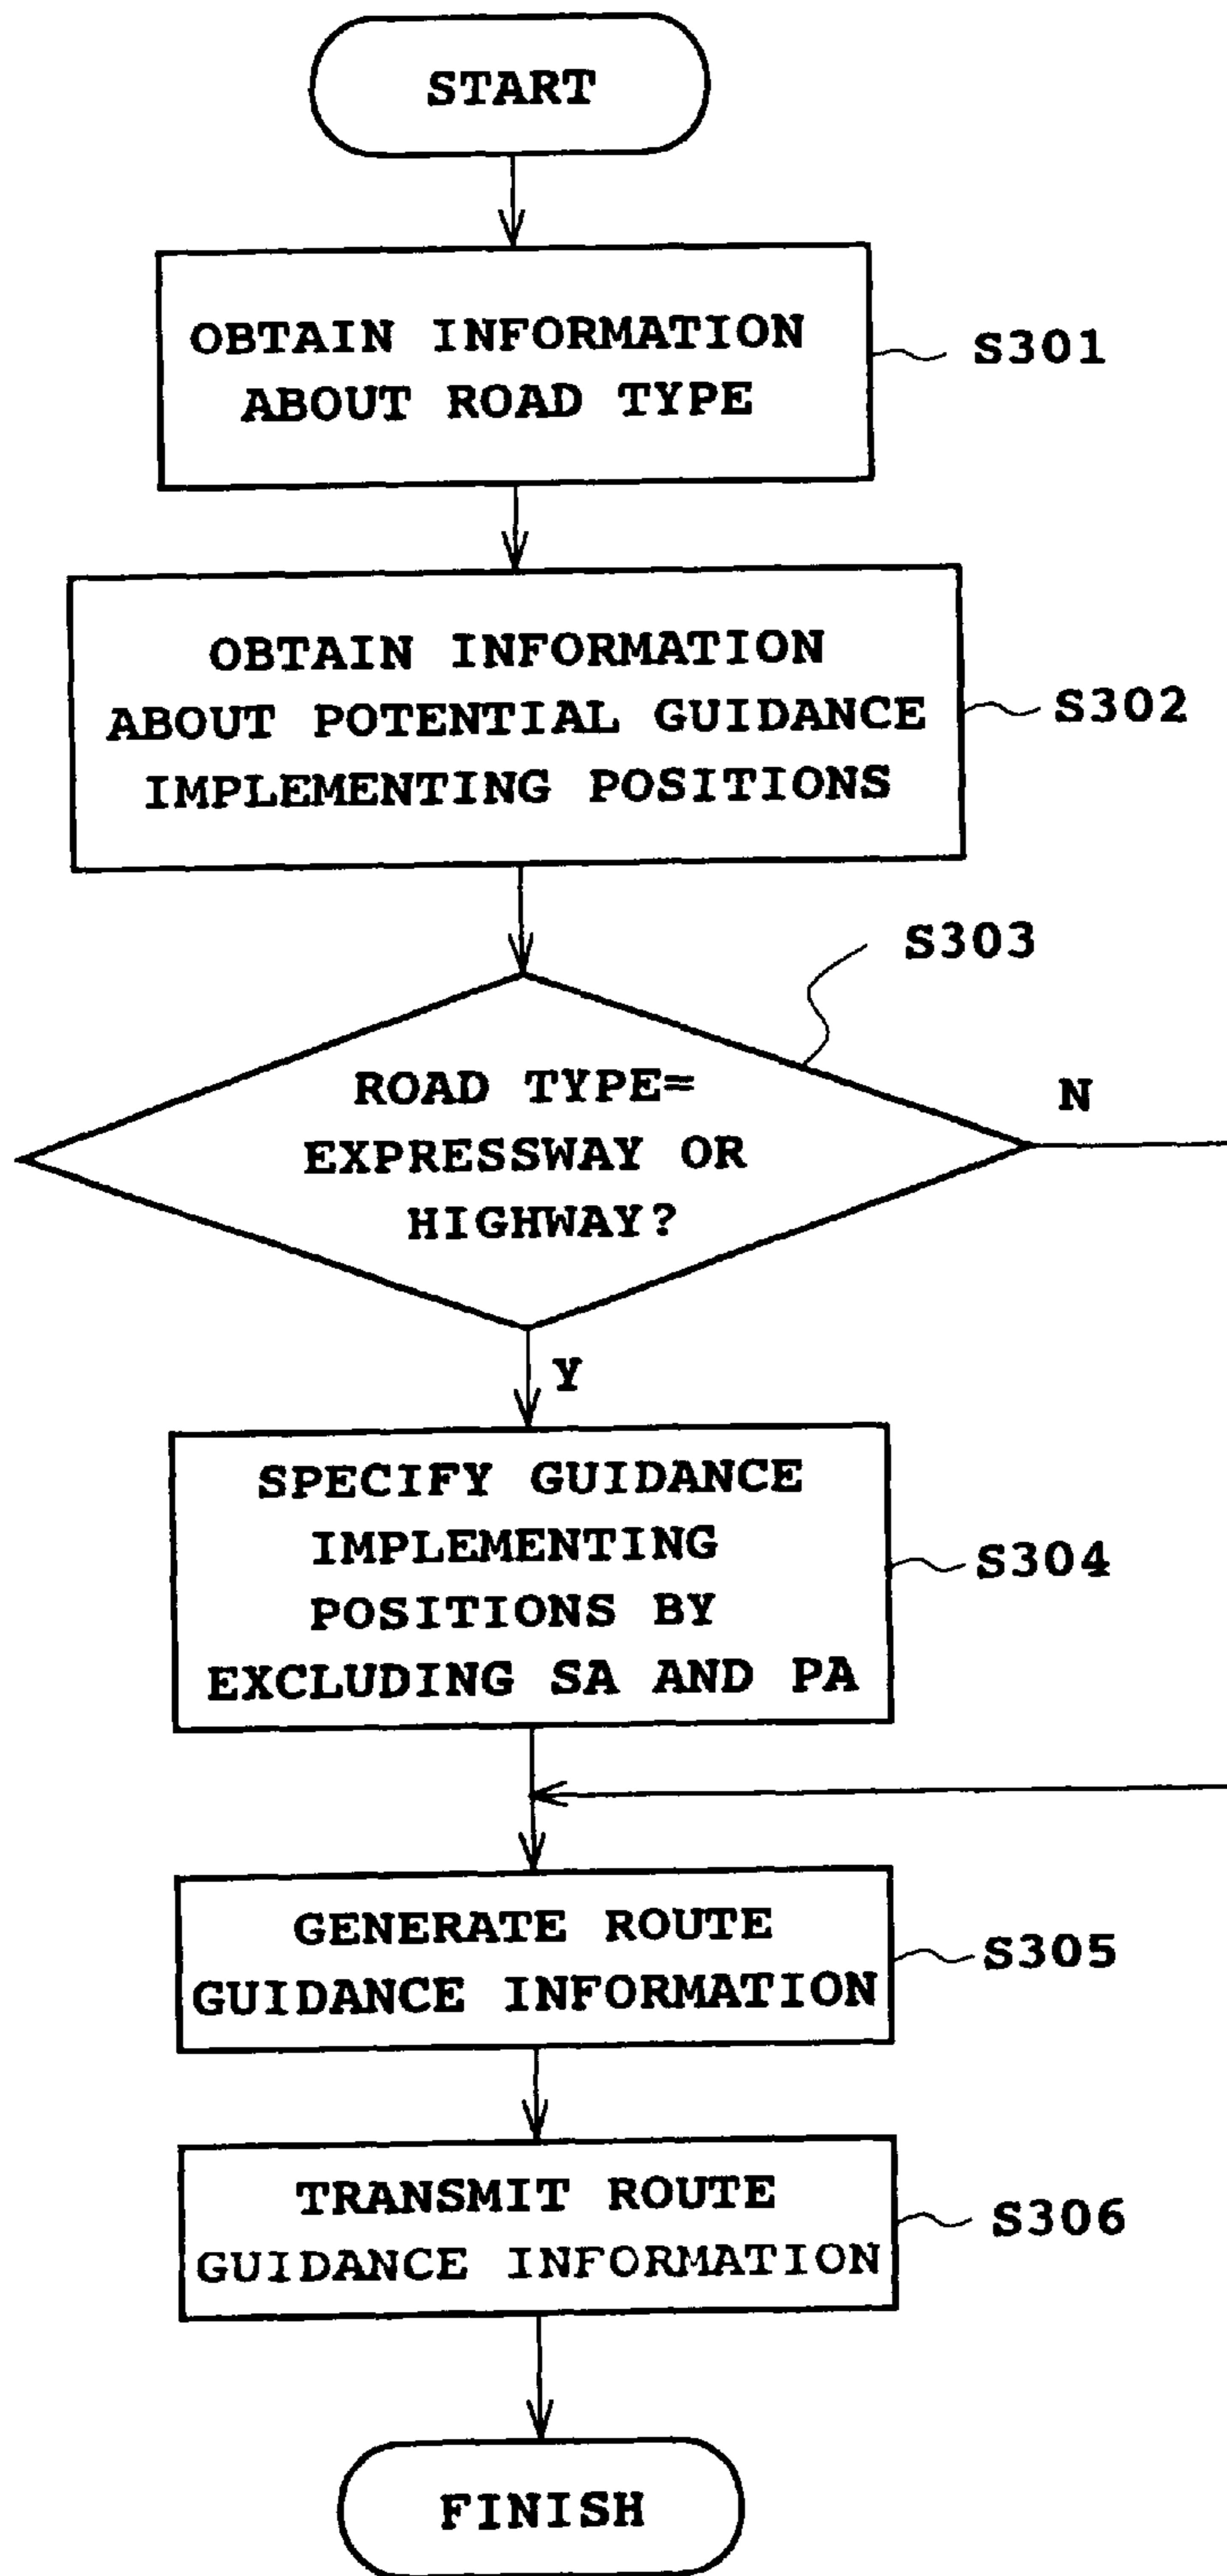 START
OBTAIN INFORMATION
ABOUT ROAD TYPE
S301
OBTAIN INFORMATION
ABOUT POTENTIAL GUIDANCE
IMPLEMENTING POSITIONS
S302
S303
ROAD TYPE=
EXPRESSWAY OR
HIGHWAY?
N
Y
SPECIFY GUIDANCE
IMPLEMENTING
POSITIONS BY
EXCLUDING SA AND PA
S304
GENERATE ROUTE
GUIDANCE INFORMATION
S305
TRANSMIT ROUTE
GUIDANCE INFORMATION
S306
FINISH